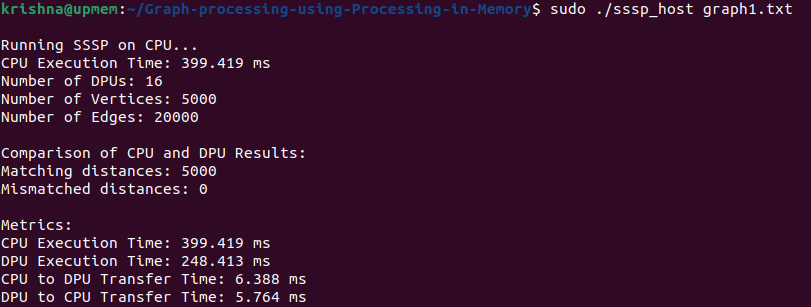 krishna@upmem:~/Graph-processing-using-Processing-in-Memory$ sudo ./sssp_host graph1.txt
Running SSSP on CPU...
CPU Execution Time: 399.419 ms
Number of DPUs: 16
Number of Vertices: 5000
Number of Edges: 20000
Comparison of CPU and DPU Results:
Matching distances: 5000
Mismatched distances: 0
Metrics:
CPU Execution Time: 399.419 ms
DPU Execution Time: 248.413 ms
CPU to DPU Transfer Time: 6.388 ms
DPU to CPU Transfer Time: 5.764 ms